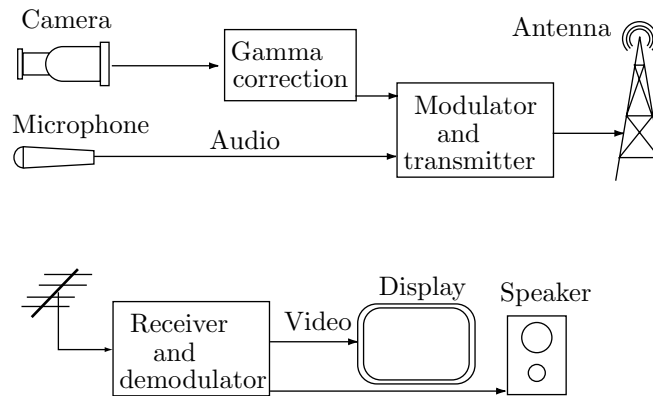 Camera
Gamma
correction
Antenna
Microphone
Audio
Modulator
and
transmitter
Receiver
and
demodulator
Video
Display
Speaker